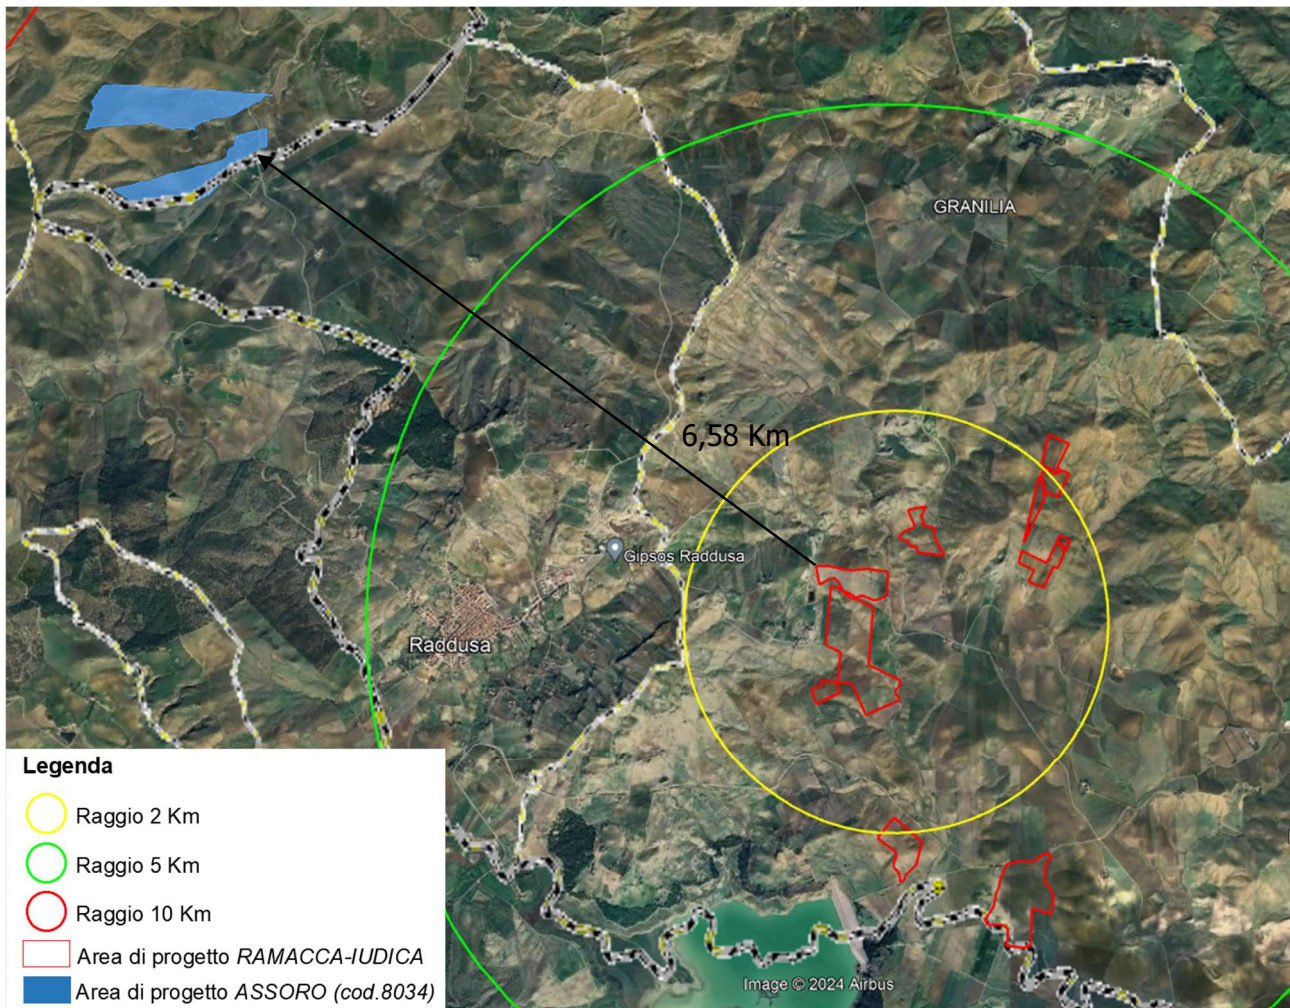 GRANILIA
6,58 Km
Gipsos Raddusa
Raddusa
Legenda
Raggio 2 Km
Raggio 5 Km
Raggio 10 Km
Area di progetto RAMACCA-IUDICA
Area di progetto ASSORO (cod.8034)
Image © 2024 Airbus